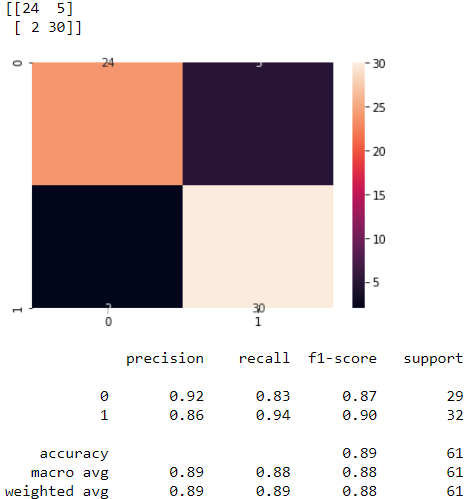 [[24  5]
 [ 2 30]]
0
24
30
25
20
15
10
5
1
30
0
1
precision recall f1-score support
0 0.92 0.83 0.87 29
1 0.86 0.94 0.90 32
accuracy 0.89 61
macro avg 0.89 0.88 0.88 61
weighted avg 0.89 0.89 0.88 61